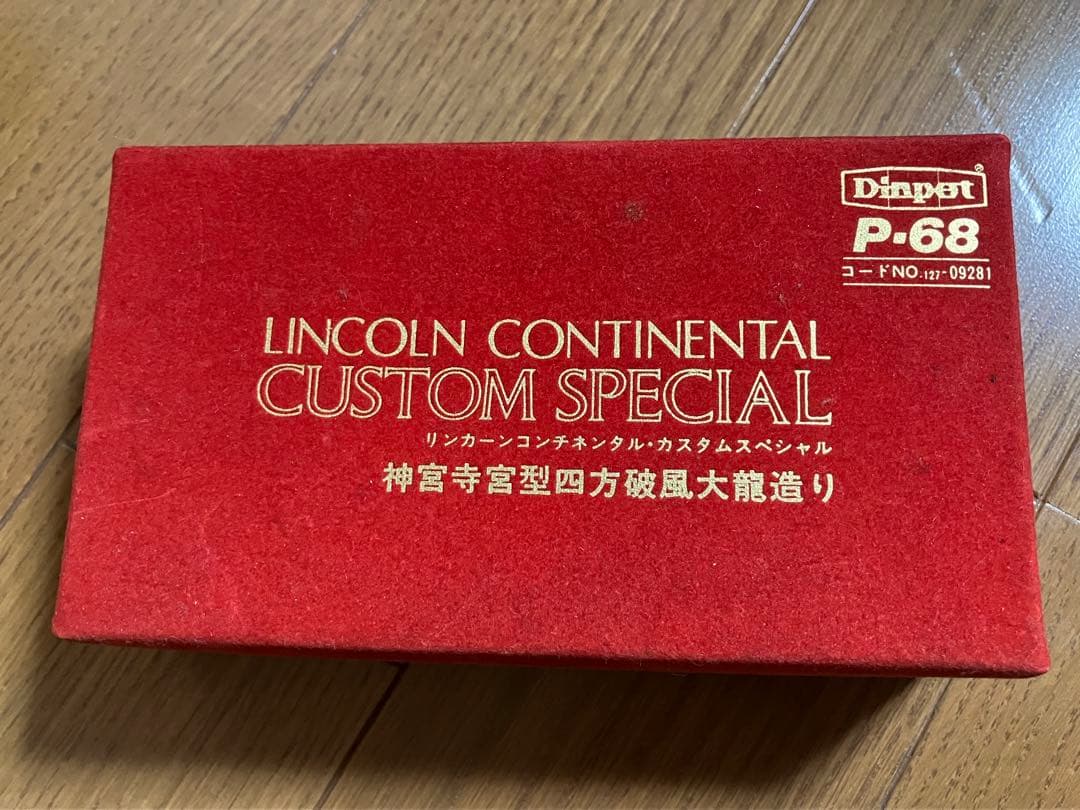 Dinpet®
P-68
コードNO.127-09281
LINCOLN CONTINENTAL
CUSTOM SPECIAL
リンカーンコンチネンタル・カスタムスペシャル
神宮寺宮型四方破風大龍造り